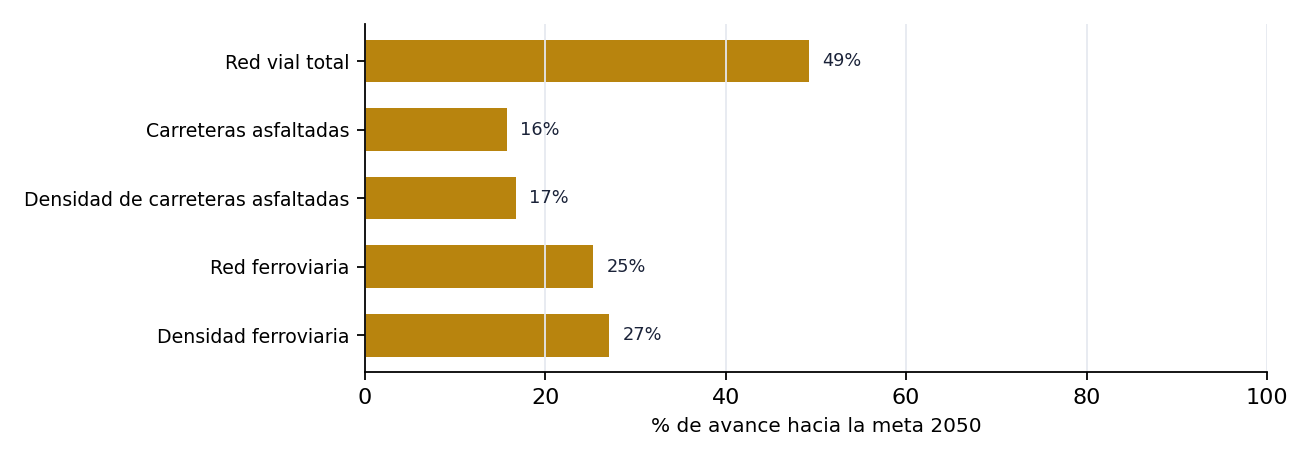 Red vial total 49%
Carreteras asfaltadas 16%
Densidad de carreteras asfaltadas 17%
Red ferroviaria 25%
Densidad ferroviaria 27%
0 20 40 60 80 100
% de avance hacia la meta 2050